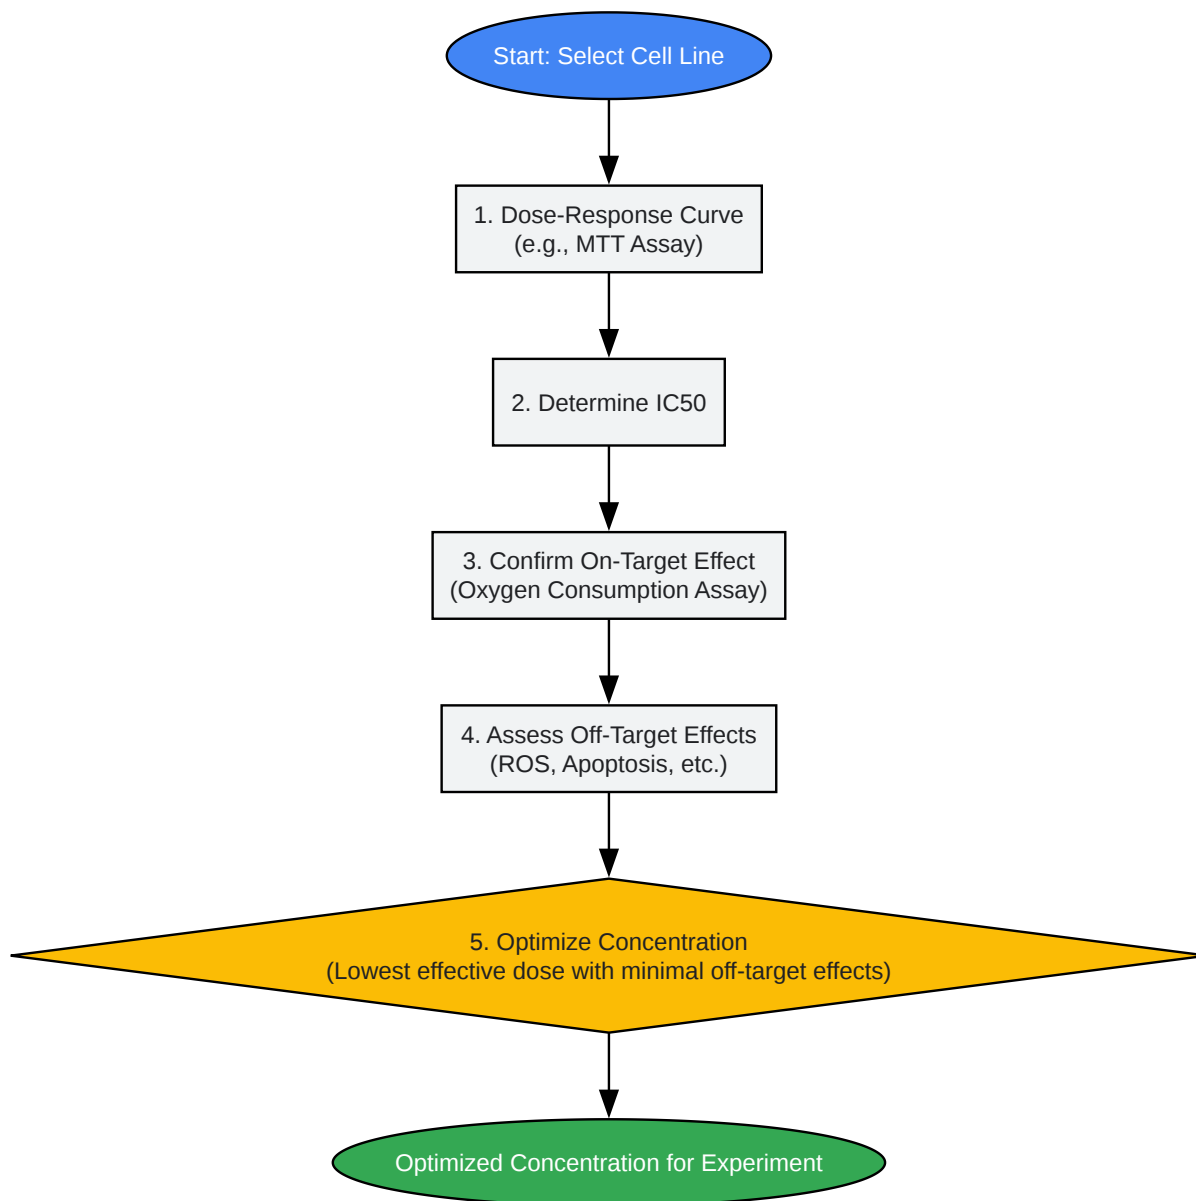 Start: Select Cell Line
1. Dose-Response Curve
(e.g., MTT Assay)
2. Determine IC50
3. Confirm On-Target Effect
(Oxygen Consumption Assay)
4. Assess Off-Target Effects
(ROS, Apoptosis, etc.)
5. Optimize Concentration
(Lowest effective dose with minimal off-target effects)
Optimized Concentration for Experiment